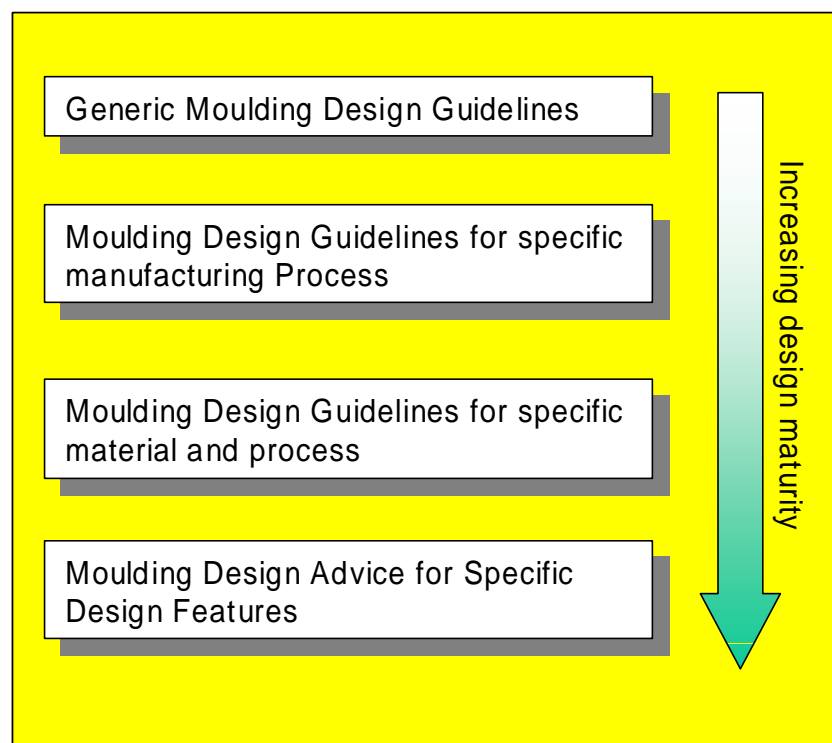 Generic Moulding Design Guidelines
Moulding Design Guidelines for specific
manufacturing Process
Moulding Design Guidelines for specific
material and process
Moulding Design Advice for Specific
Design Features
Increasing design maturity